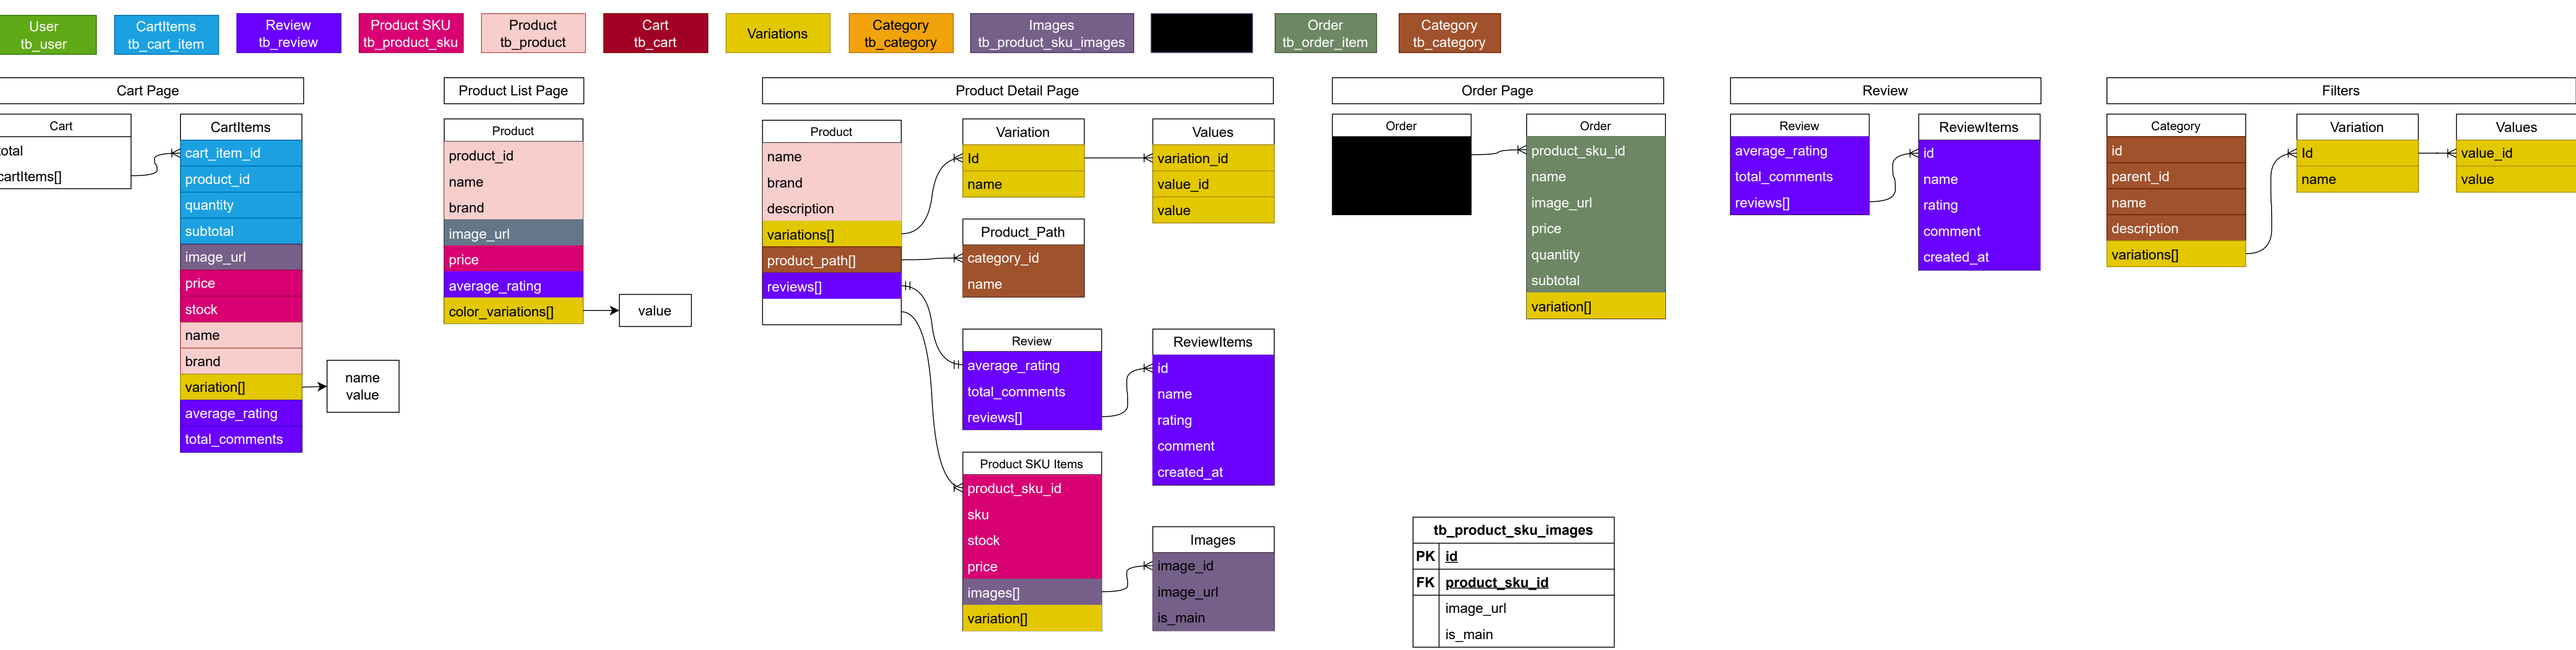 User
tb_user
CartItems
tb_cart_item
Review
tb_review
Product SKU
tb_product_sku
Product
tb_product
Cart
tb_cart
Variations
Category
tb_category
Images
tb_product_sku_images
Order
tb_order_item
Category
tb_category
Cart Page
Cart
otal
cartItems[]
CartItems
cart_item_id
product_id
quantity
subtotal
image_url
price
stock
name
brand
variation[]
average_rating
total_comments
name
value
Product List Page
Product
product_id
name
brand
image_url
price
average_rating
color_variations[]
value
Product Detail Page
Product
name
brand
description
variations[]
product_path[]
reviews[]
Variation
Id
name
Values
variation_id
value_id
value
Product_Path
category_id
name
Review
average_rating
total_comments
reviews[]
ReviewItems
id
name
rating
comment
created_at
Product SKU Items
product_sku_id
sku
stock
price
images[]
variation[]
Images
image_id
image_url
is_main
Order Page
Order
Order
product_sku_id
name
image_url
price
quantity
subtotal
variation[]
tb_product_sku_images
PK id
FK product_sku_id
image_url
is_main
Review
Review
average_rating
total_comments
reviews[]
ReviewItems
id
name
rating
comment
created_at
Filters
Category
id
parent_id
name
description
variations[]
Variation
Id
name
Values
value_id
value